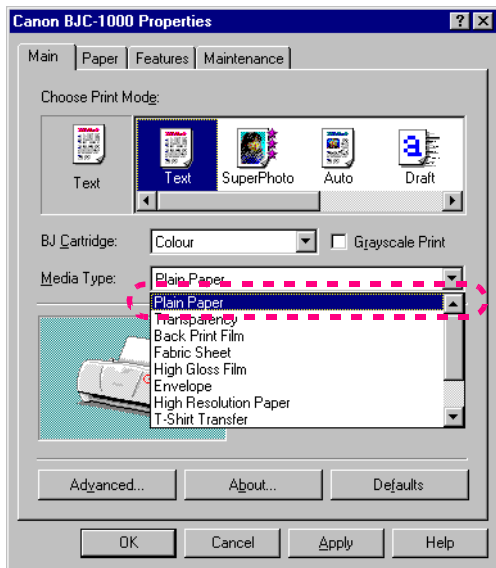 Canon BJC-1000 Properties
Main Paper Features Maintenance
Choose Print Mode:
Text
Text SuperPhoto Auto Draft
BJ Cartridge: Colour Grayscale Print
Media Type: Plain Paper
Plain Paper
Transparency
Back Print Film
Fabric Sheet
High Gloss Film
Envelope
High Resolution Paper
T-Shirt Transfer
Advanced... About... Defaults
OK Cancel Apply Help